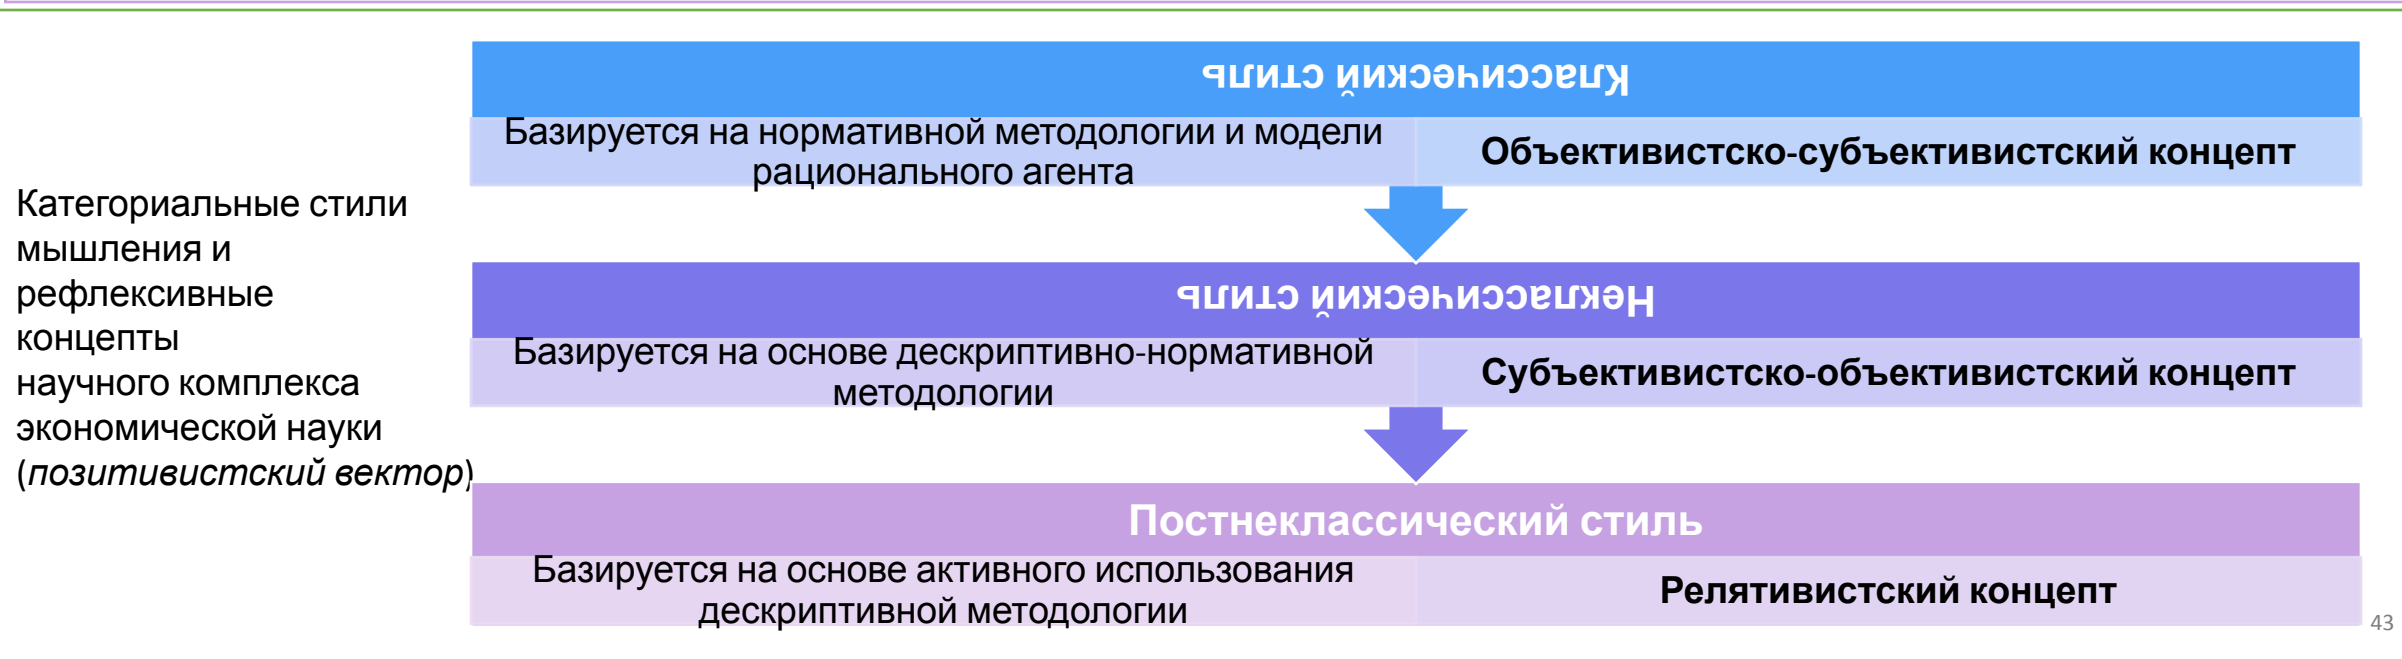 Категориальные стили
мышления и
рефлексивные
концепты
научного комплекса
экономической науки
(позитивистский вектор)
Классический стиль
Базируется на нормативной методологии и модели
рационального агента
Объективистско-субъективистский концепт
Неклассический стиль
Базируется на основе дескриптивно-нормативной
методологии
Субъективистско-объективистский концепт
Постнеклассический стиль
Базируется на основе активного использования
дескриптивной методологии
Релятивистский концепт
43